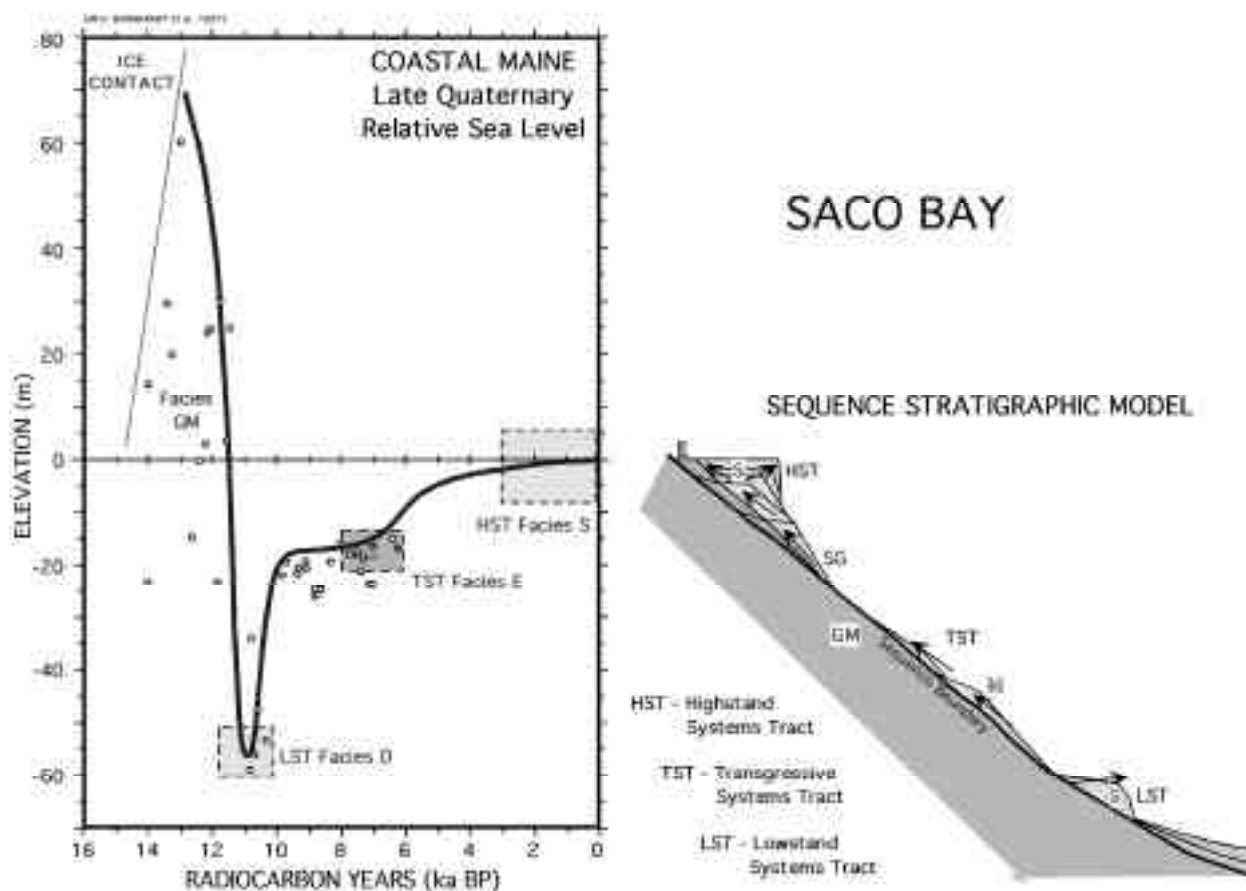 80
60
40
20
0
-20
-40
-60
ELEVATION (m)
16
14
12
10
8
6
4
2
0
RADIOCARBON YEARS (ka BP)
ICE
CONTACT
COASTAL MAINE
Late Quaternary
Relative Sea Level
Facies
GM
HST Facies S
TST Facies E
LST Facies D
SACO BAY
SEQUENCE STRATIGRAPHIC MODEL
S
HST
SG
GM
TST
Sequence Boundary
LST
HST - Highstand
Systems Tract
TST - Transgressive
Systems Tract
LST - Lowstand
Systems Tract